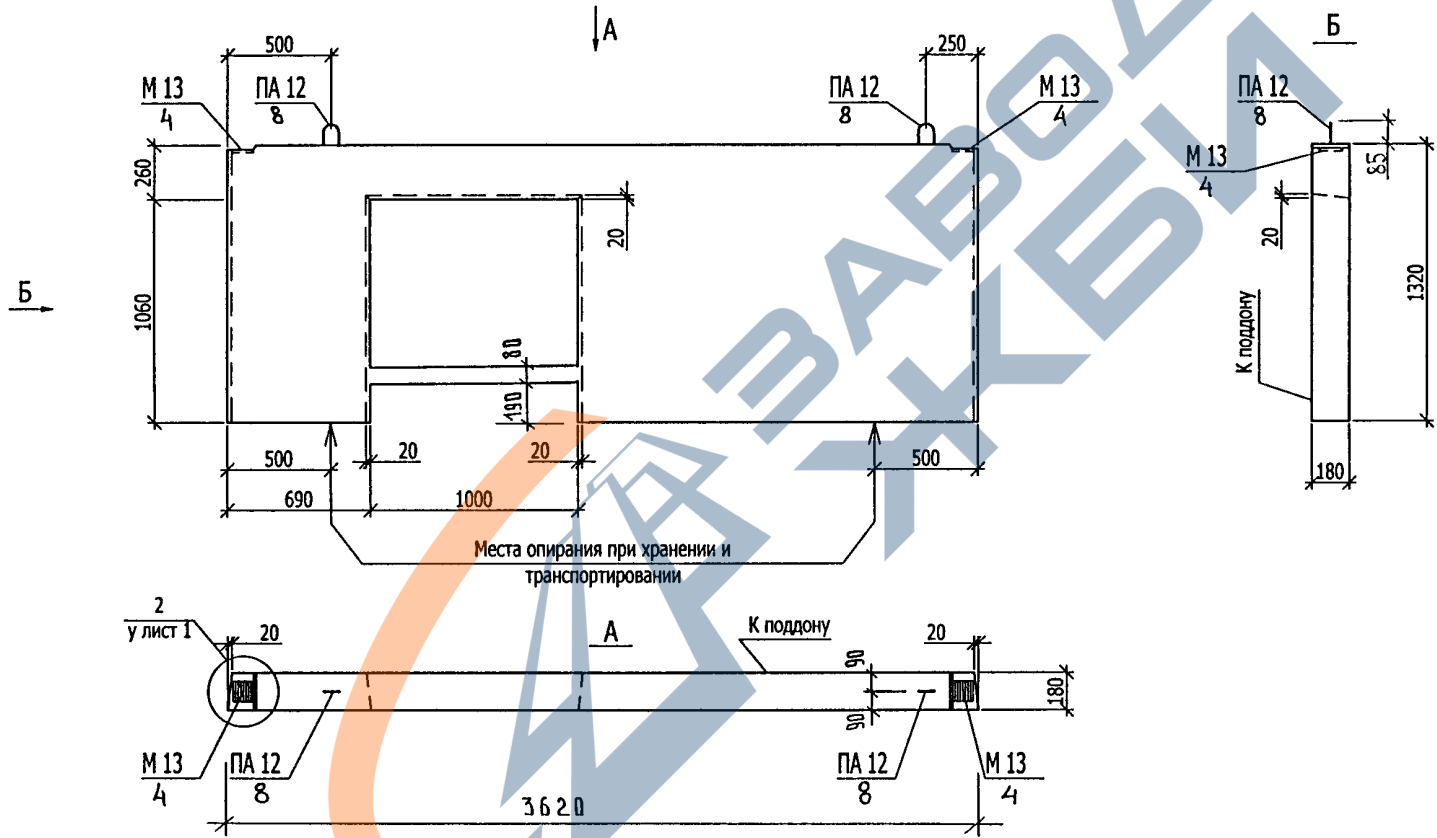 А
Б
500
250
М 13
4
ПА 12
8
ПА 12
8
М 13
4
ПА 12
8
М 13
4
85
260
20
20
1060
1320
Б
К поддону
80
190
500
20
20
500
180
690
1000
Места опирания при хранении и
транспортировании
2
у лист 1
20
А
К поддону
20
90
90
180
М 13
4
ПА 12
8
ПА 12
8
М 13
4
3620
ЗАВОД
ЖБИ